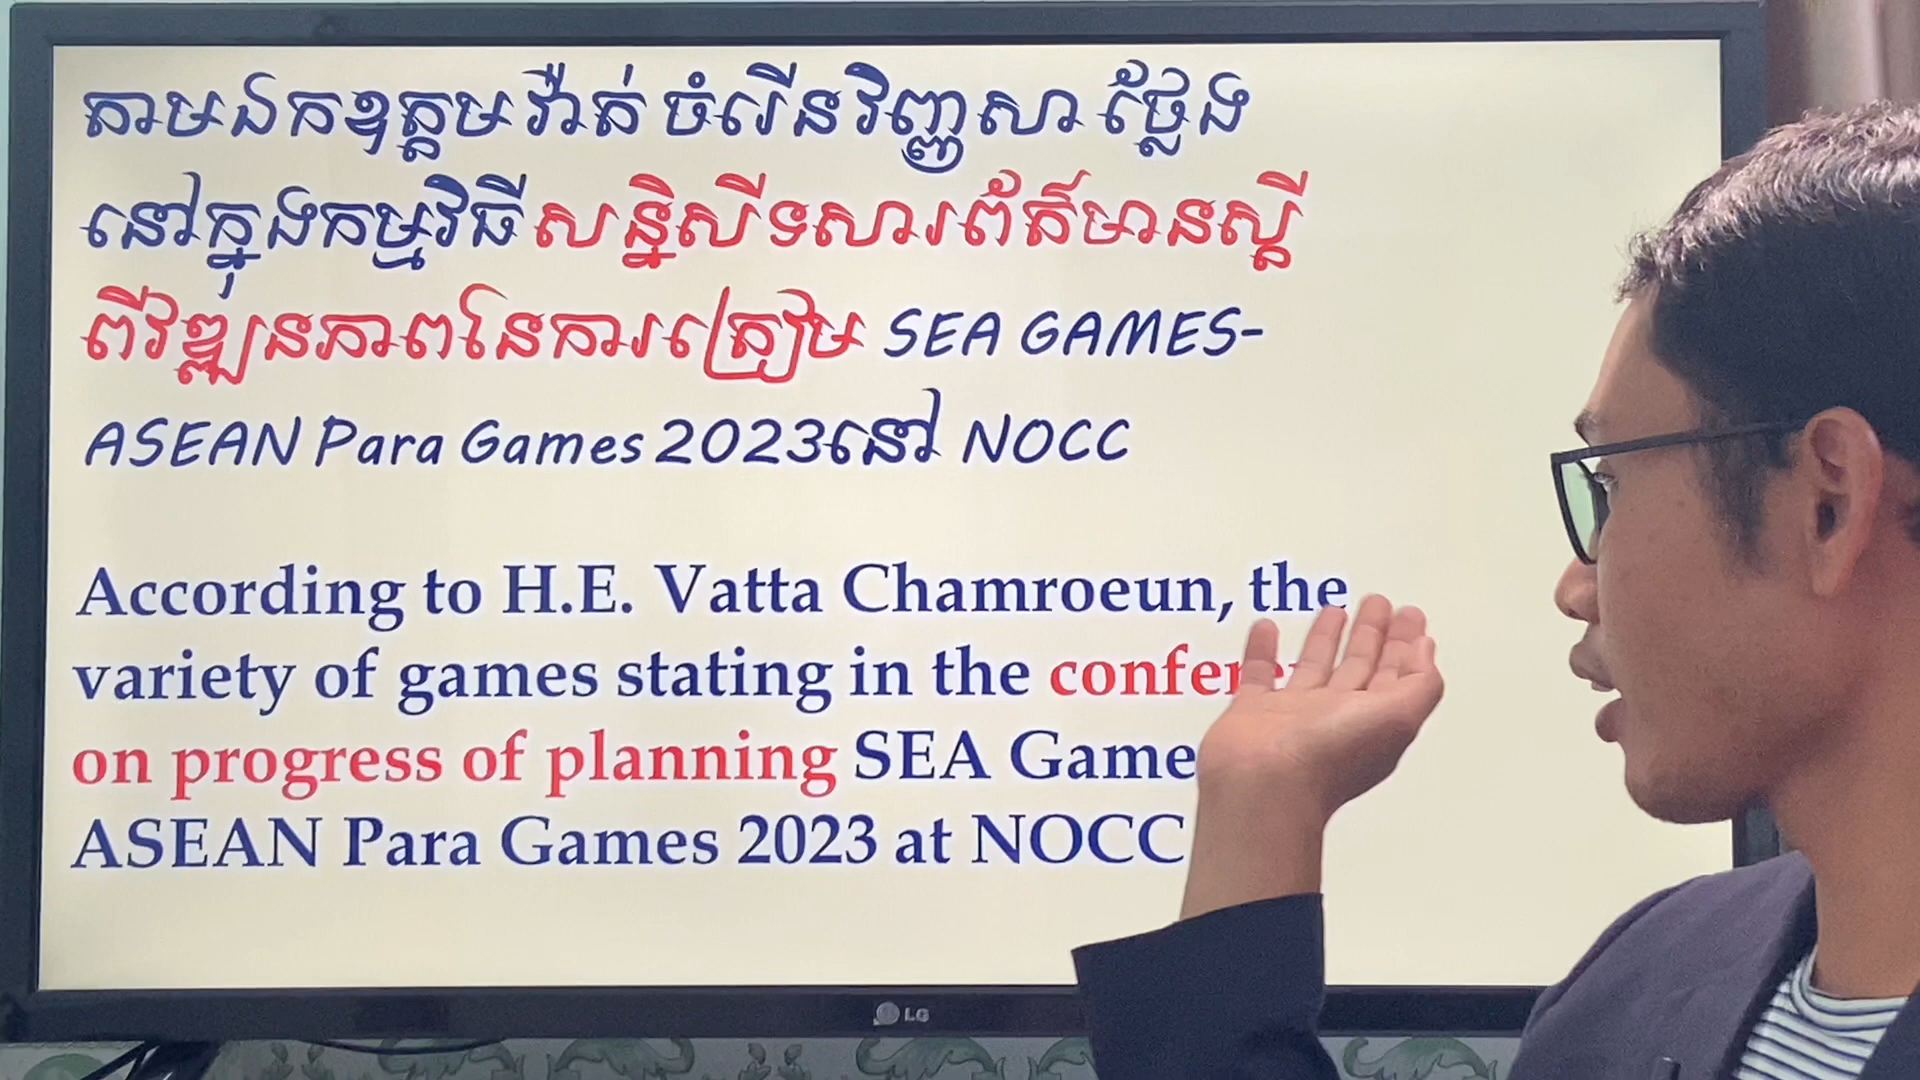 តាមឯកឧត្តម វ៉ាត់ ចំរើន វិញ្ញាសា ថ្លែង
នៅក្នុងកម្មវិធី សន្និសីទសារព័ត៌មានស្តី
ពីវឌ្ឍនភាពនៃការត្រៀម SEA GAMES-
ASEAN Para Games 2023នៅ NOCC
According to H.E. Vatta Chamroeun, the
variety of games stating in the
on progress of planning SEA
ASEAN Para Games 2023 at NOCC
LG